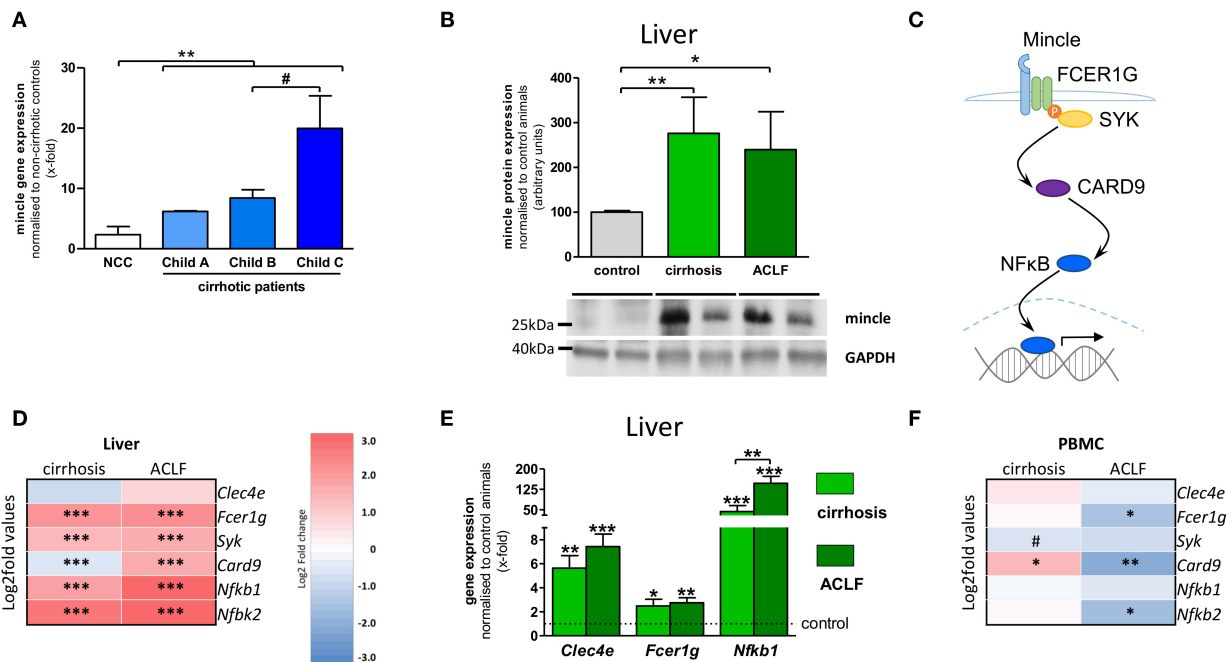 A
mincle gene expression
normalised to non-cirrhotic controls
(x-fold)
30
20
10
0
**
#
NCC
Child A
Child B
Child C
cirrhotic patients
B
Liver
mincle protein expression
normalised to control animals
(arbitrary units)
400
300
200
100
0
*
**
control
cirrhosis
ACLF
25kDa
mincle
40kDa
GAPDH
C
Mincle
FCER1G
P
SYK
CARD9
NFκB
D
Liver
cirrhosis
ACLF
Log2fold values
Clec4e
*** *** Fcer1g
*** *** Syk
*** *** Card9
*** *** Nfkb1
*** *** Nfbk2
Log2 Fold change
3.0
2.0
1.0
0
-1.0
-2.0
-3.0
E
Liver
gene expression
normalised to control animals
(x-fold)
200
125
50
8
6
4
2
0
** ***
* **
*** ***
**
cirrhosis
ACLF
control
Clec4e
Fcer1g
Nfkb1
F
PBMC
cirrhosis
ACLF
Log2fold values
Clec4e
* Fcer1g
# Syk
* ** Card9
Nfkb1
* Nfkb2